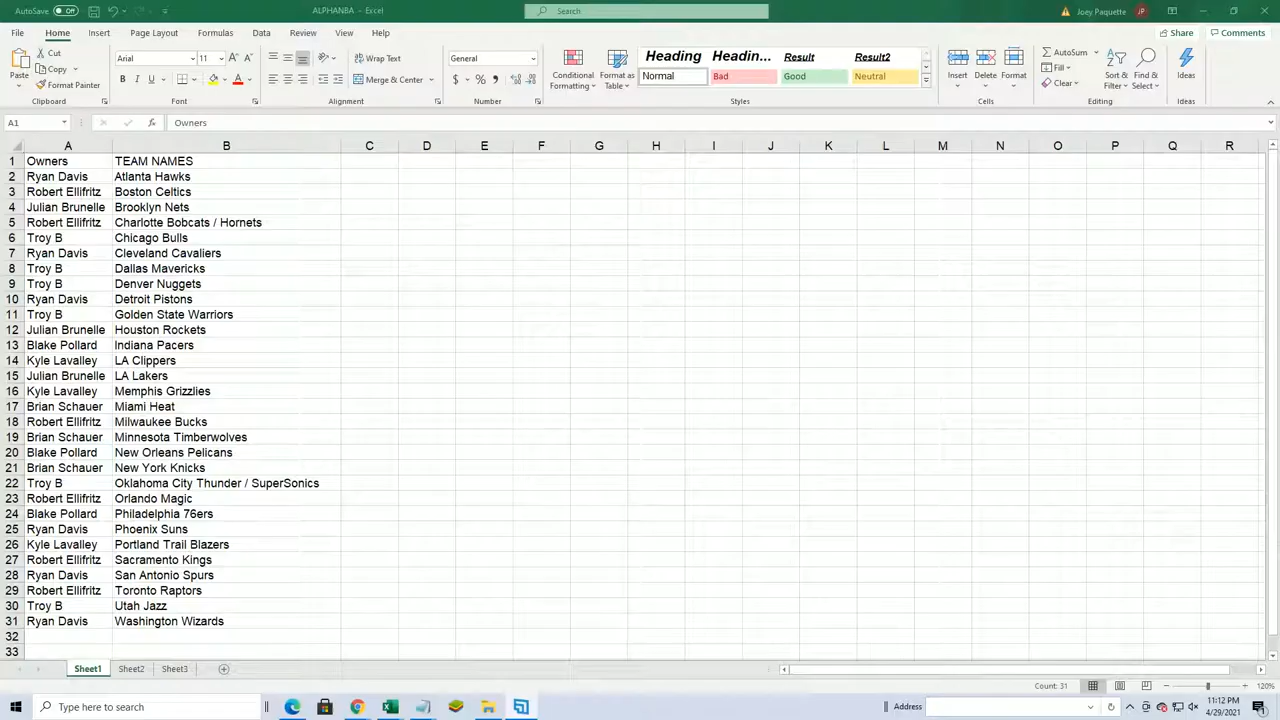 AutoSave Off ALPHANBA - Excel Search Joey Paquette JP
File Home Insert Page Layout Formulas Data Review View Help Share Comments
Paste Cut Copy Format Painter Clipboard
Arial 11 B I U Font
Wrap Text Merge & Center Alignment
General $ % Number
Conditional Formatting Format as Table
Heading Headin... Result Result2
Normal Bad Good Neutral Styles
Insert Delete Format Cells
AutoSum Fill Clear Sort & Filter Find & Select Editing
Ideas Ideas
A1 fx Owners
A B C D E F G H I J K L M N O P Q R
1 Owners TEAM NAMES
2 Ryan Davis Atlanta Hawks
3 Robert Ellifritz Boston Celtics
4 Julian Brunelle Brooklyn Nets
5 Robert Ellifritz Charlotte Bobcats / Hornets
6 Troy B Chicago Bulls
7 Ryan Davis Cleveland Cavaliers
8 Troy B Dallas Mavericks
9 Troy B Denver Nuggets
10 Ryan Davis Detroit Pistons
11 Troy B Golden State Warriors
12 Julian Brunelle Houston Rockets
13 Blake Pollard Indiana Pacers
14 Kyle Lavalley LA Clippers
15 Julian Brunelle LA Lakers
16 Kyle Lavalley Memphis Grizzlies
17 Brian Schauer Miami Heat
18 Robert Ellifritz Milwaukee Bucks
19 Brian Schauer Minnesota Timberwolves
20 Blake Pollard New Orleans Pelicans
21 Brian Schauer New York Knicks
22 Troy B Oklahoma City Thunder / SuperSonics
23 Robert Ellifritz Orlando Magic
24 Blake Pollard Philadelphia 76ers
25 Ryan Davis Phoenix Suns
26 Kyle Lavalley Portland Trail Blazers
27 Robert Ellifritz Sacramento Kings
28 Ryan Davis San Antonio Spurs
29 Robert Ellifritz Toronto Raptors
30 Troy B Utah Jazz
31 Ryan Davis Washington Wizards
32
33
Sheet1 Sheet2 Sheet3
Count: 31 120%
Type here to search Address 11:12 PM
4/29/2021